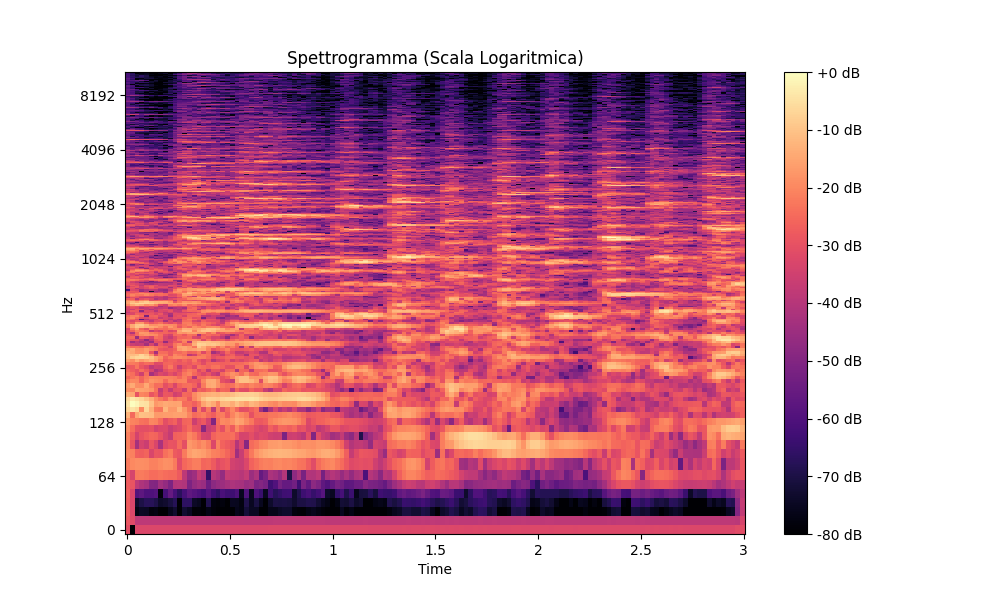 Spettrogramma (Scala Logaritmica)
Hz
8192
4096
2048
1024
512
256
128
64
0
0
0.5
1
1.5
2
2.5
3
Time
+0 dB
-10 dB
-20 dB
-30 dB
-40 dB
-50 dB
-60 dB
-70 dB
-80 dB